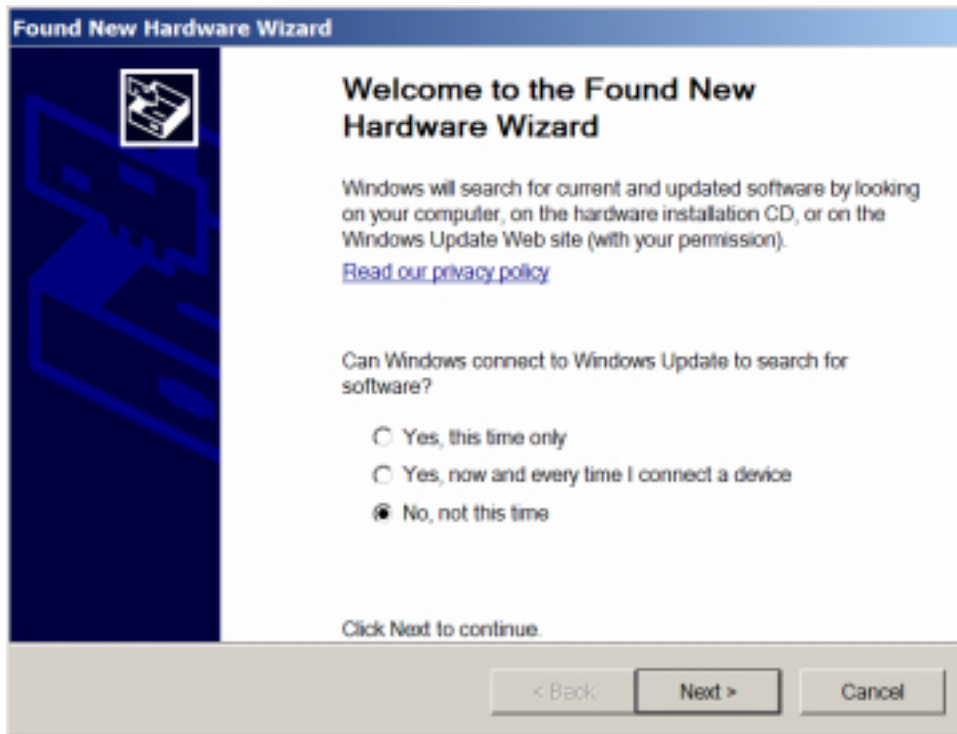 Found New Hardware Wizard
Welcome to the Found New
Hardware Wizard
Windows will search for current and updated software by looking
on your computer, on the hardware installation CD, or on the
Windows Update Web site (with your permission).
Read our privacy policy
Can Windows connect to Windows Update to search for
software?
Yes, this time only
Yes, now and every time I connect a device
No, not this time
Click Next to continue.
< Back
Next >
Cancel